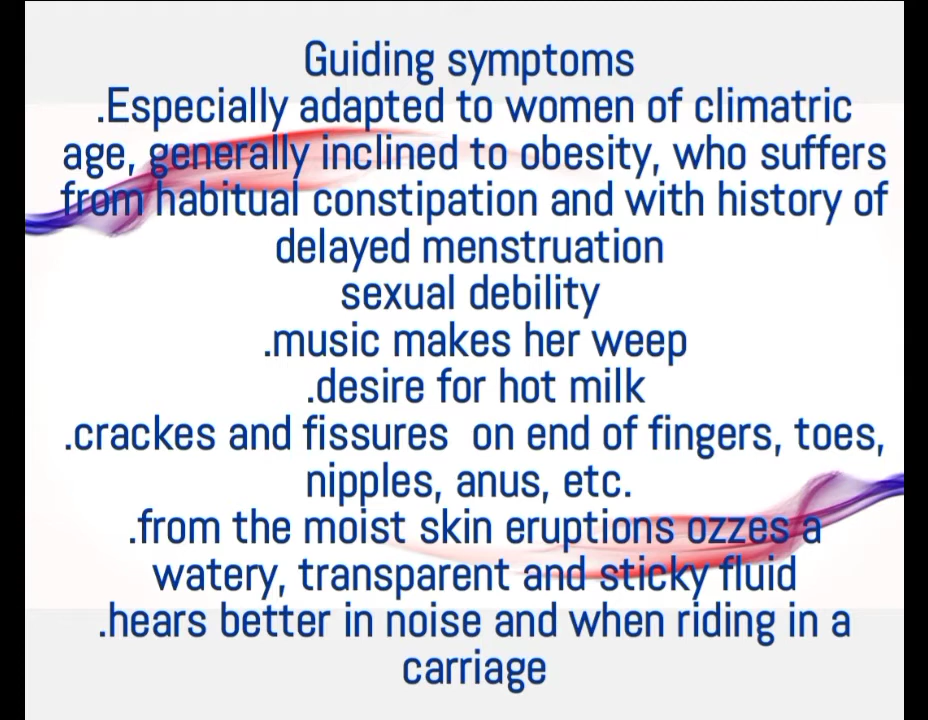 Guiding symptoms
.Especially adapted to women of climatric
age, generally inclined to obesity, who suffers
from habitual constipation and with history of
delayed menstruation
sexual debility
.music makes her weep
.desire for hot milk
.crackes and fissures on end of fingers, toes,
nipples, anus, etc.
.from the moist skin eruptions ozzes a
watery, transparent and sticky fluid
.hears better in noise and when riding in a
carriage